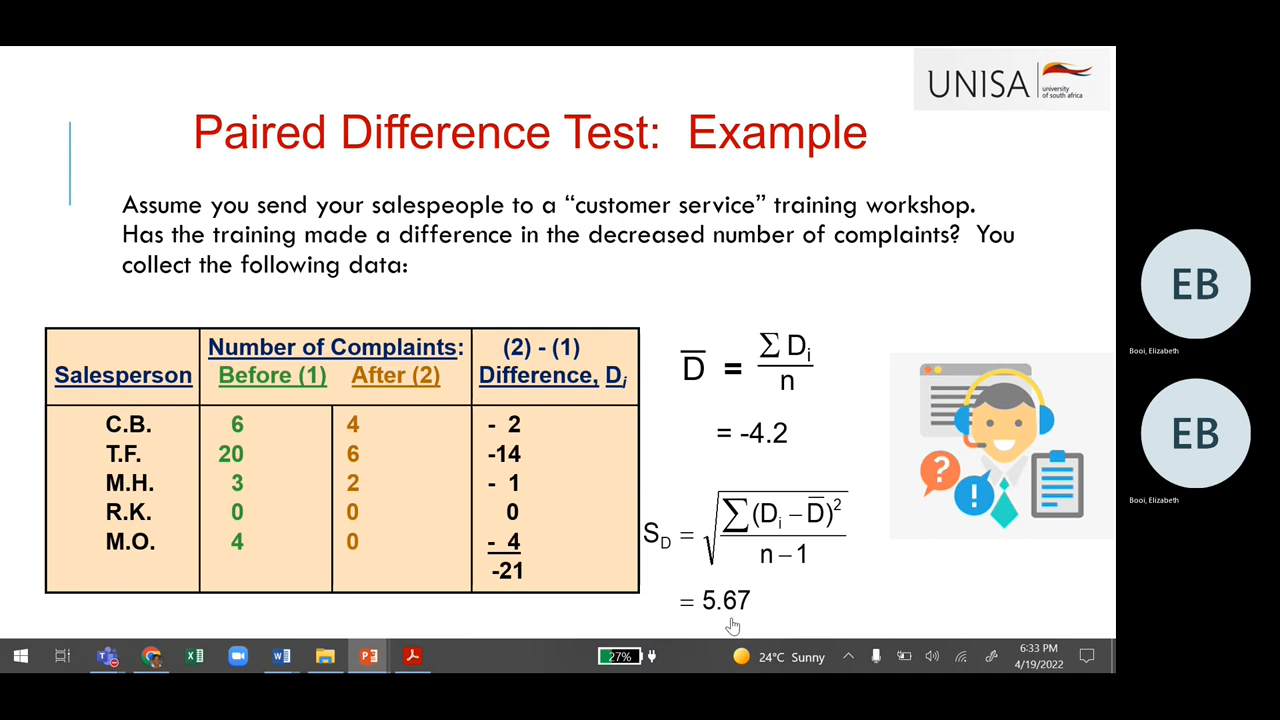 UNISA
university
of south africa
Paired Difference Test: Example
Assume you send your salespeople to a “customer service” training workshop.
Has the training made a difference in the decreased number of complaints? You
collect the following data:
Number of Complaints: (2) - (1)
Salesperson Before (1) After (2) Difference, Di
C.B. 6 4 - 2
T.F. 20 6 -14
M.H. 3 2 - 1
R.K. 0 0 0
M.O. 4 0 - 4
-21
D̅ = ∑ Di / n
= -4.2
SD = √(∑(Di − D̅)² / n − 1)
= 5.67
? !
EB
Booi, Elizabeth
EB
Booi, Elizabeth
27%
24°C Sunny
6:33 PM
4/19/2022